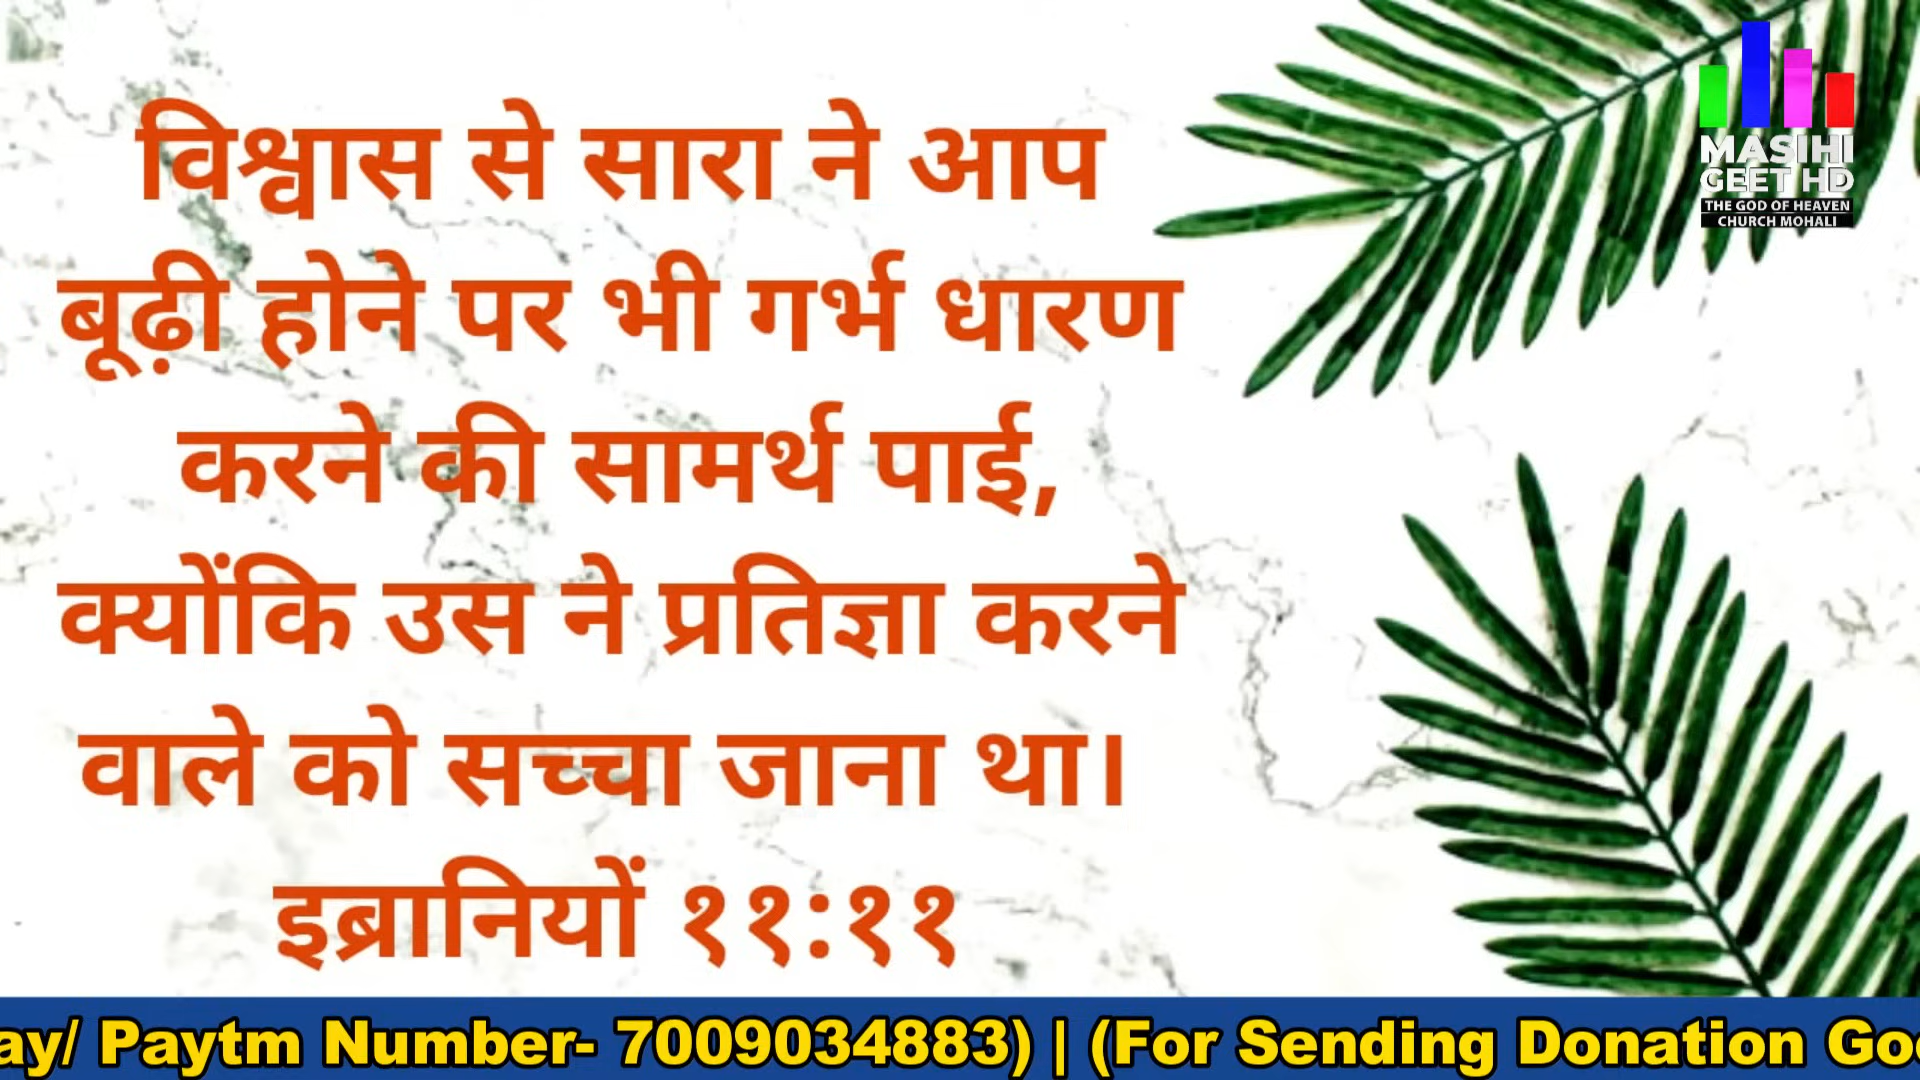 विश्वास से सारा ने आप
बूढ़ी होने पर भी गर्भ धारण
करने की सामर्थ पाई,
क्योंकि उस ने प्रतिज्ञा करने
वाले को सच्चा जाना था।
इब्रानियों ११:११
MASIHI
GEET HD
THE GOD OF HEAVEN
CHURCH MOHALI
ay/ Paytm Number- 7009034883) | (For Sending Donation Goo